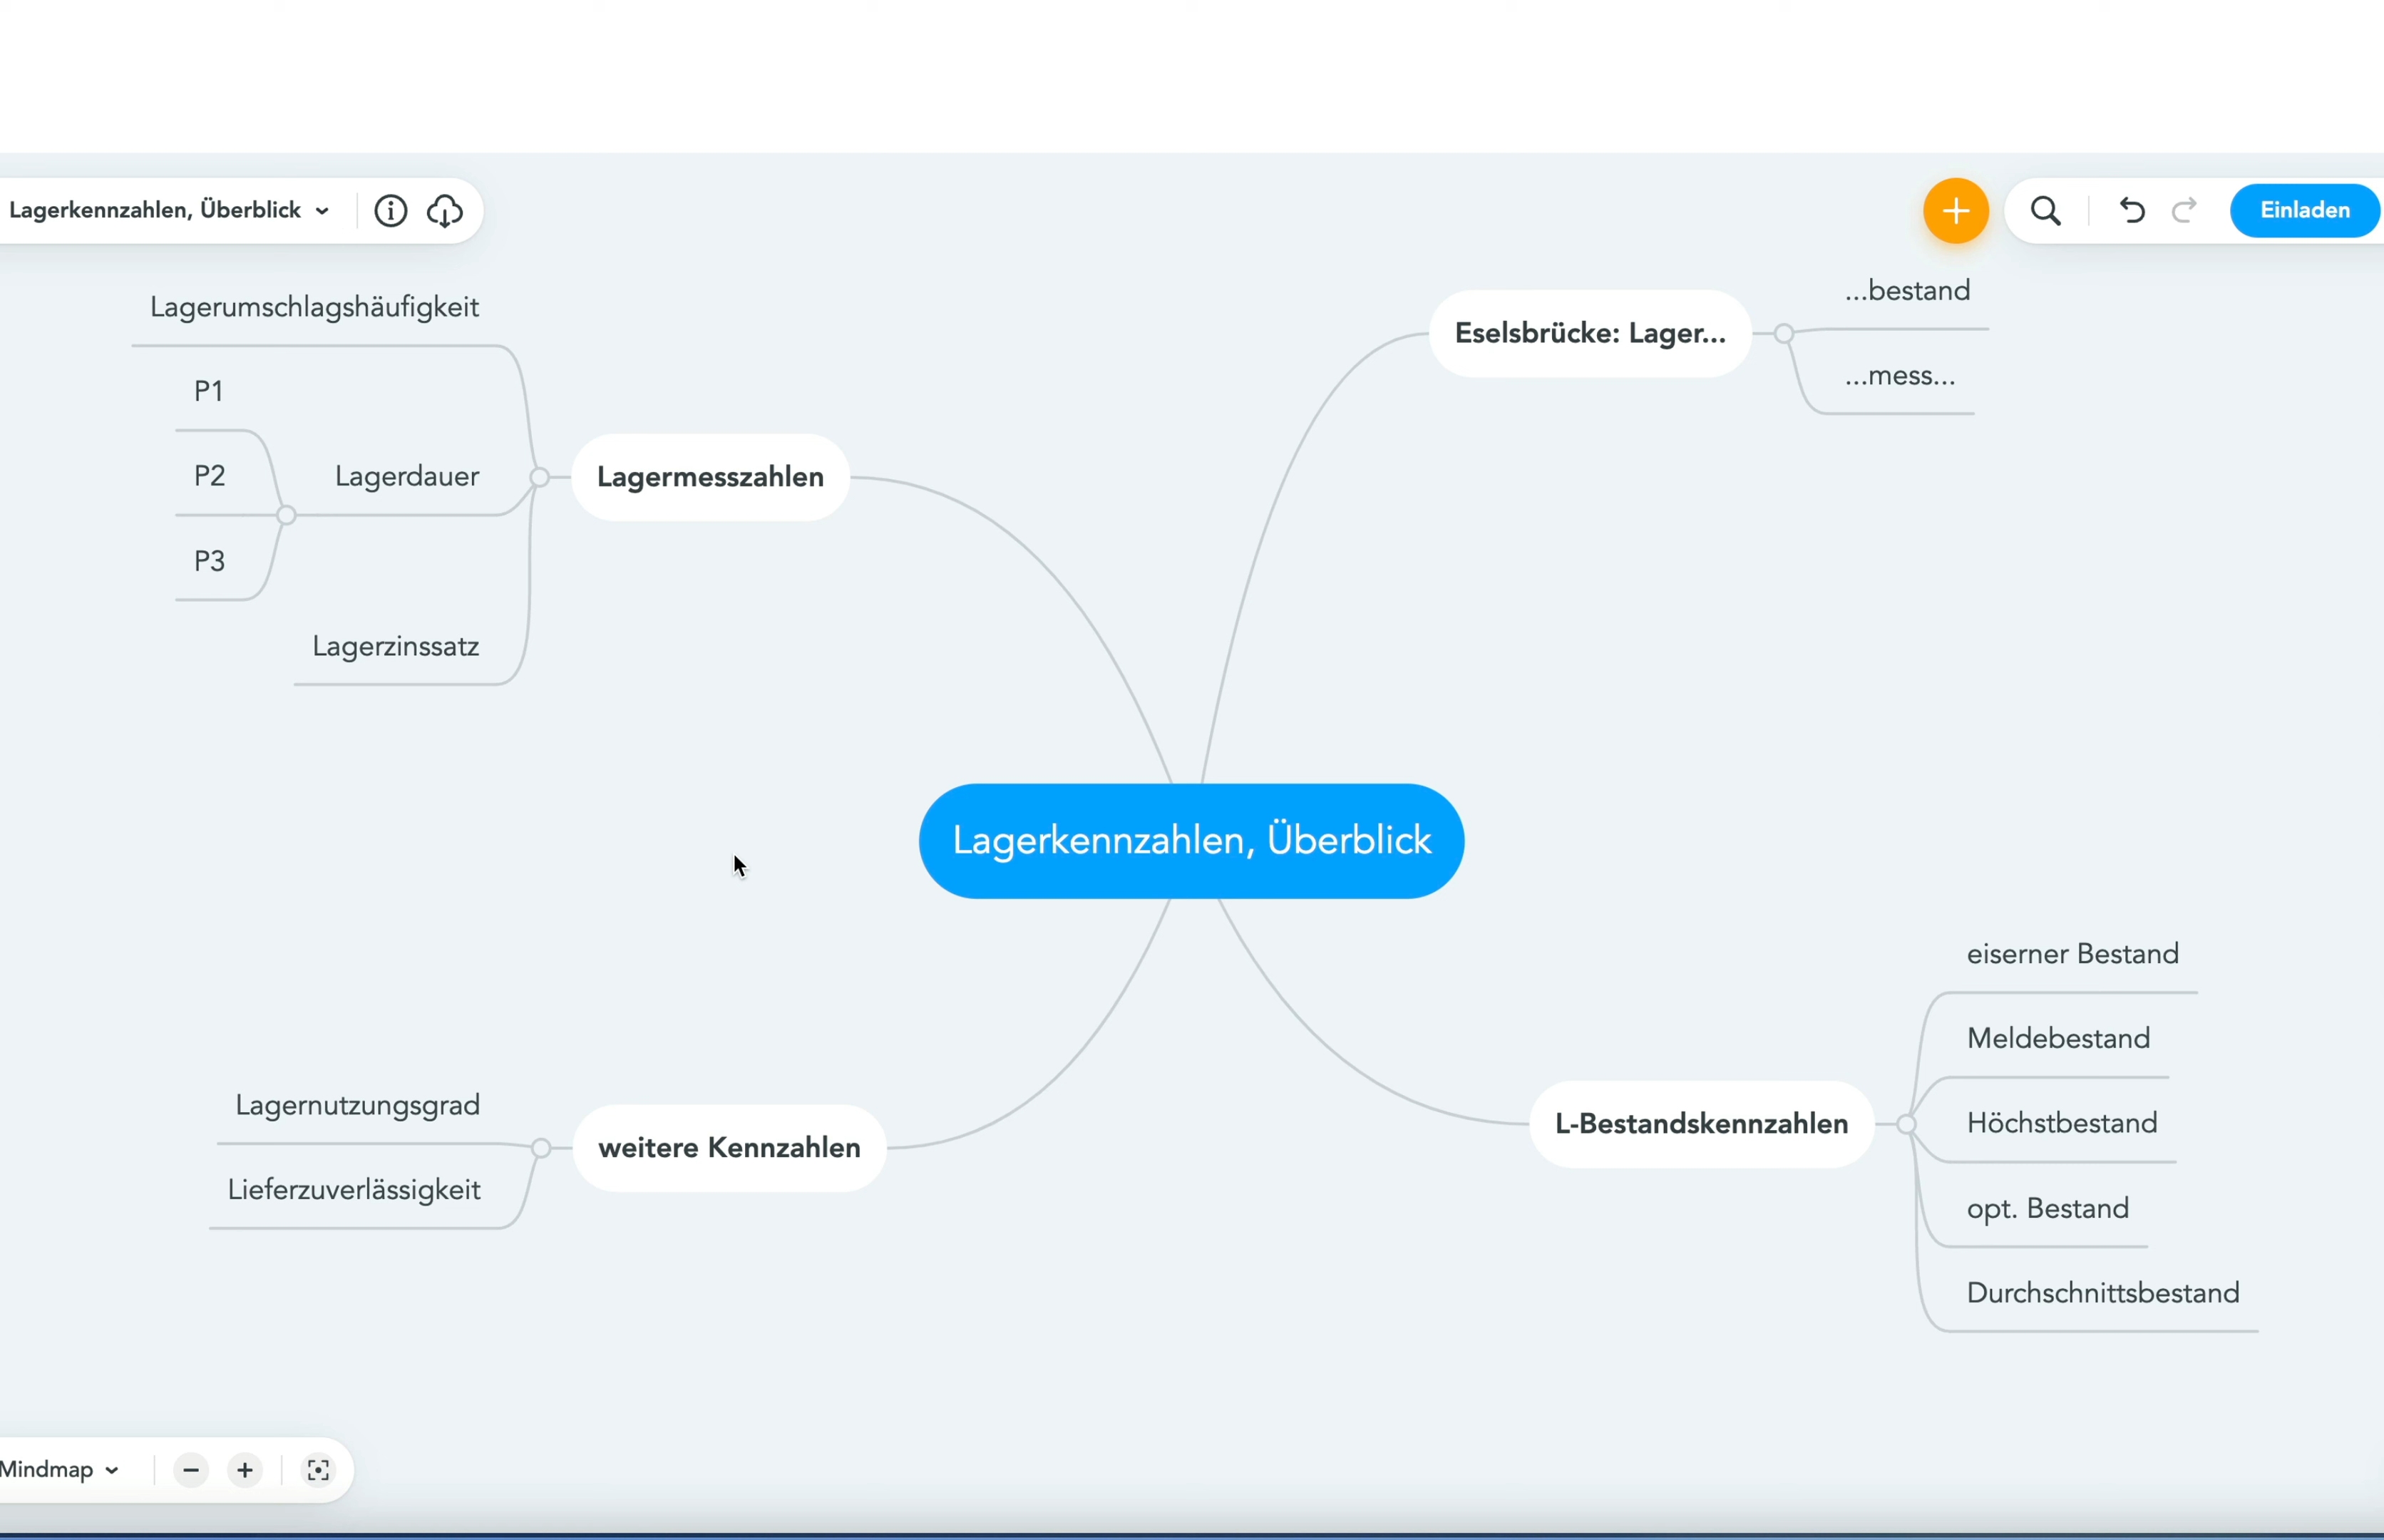 Lagerkennzahlen, Überblick
Einladen
Lagerumschlagshäufigkeit
P1
P2
P3
Lagerdauer
Lagerzinssatz
Lagermesszahlen
Eselsbrücke: Lager...
...bestand
...mess...
Lagerkennzahlen, Überblick
Lagernutzungsgrad
Lieferzuverlässigkeit
weitere Kennzahlen
L-Bestandskennzahlen
eiserner Bestand
Meldebestand
Höchstbestand
opt. Bestand
Durchschnittsbestand
Mindmap